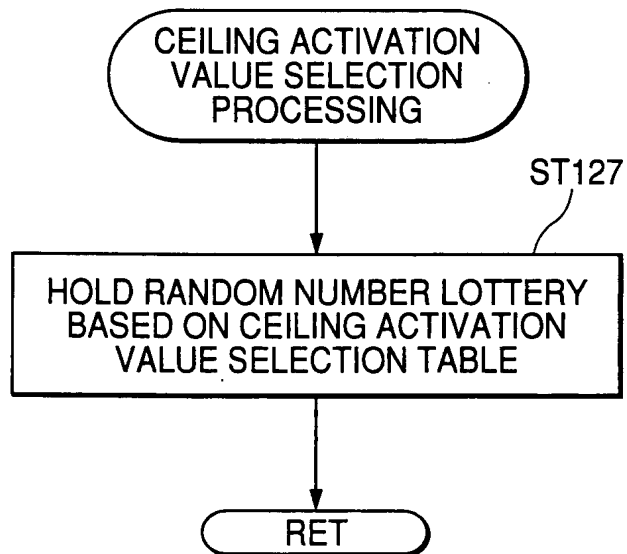 CEILING ACTIVATION
VALUE SELECTION
PROCESSING
ST127
HOLD RANDOM NUMBER LOTTERY
BASED ON CEILING ACTIVATION
VALUE SELECTION TABLE
RET